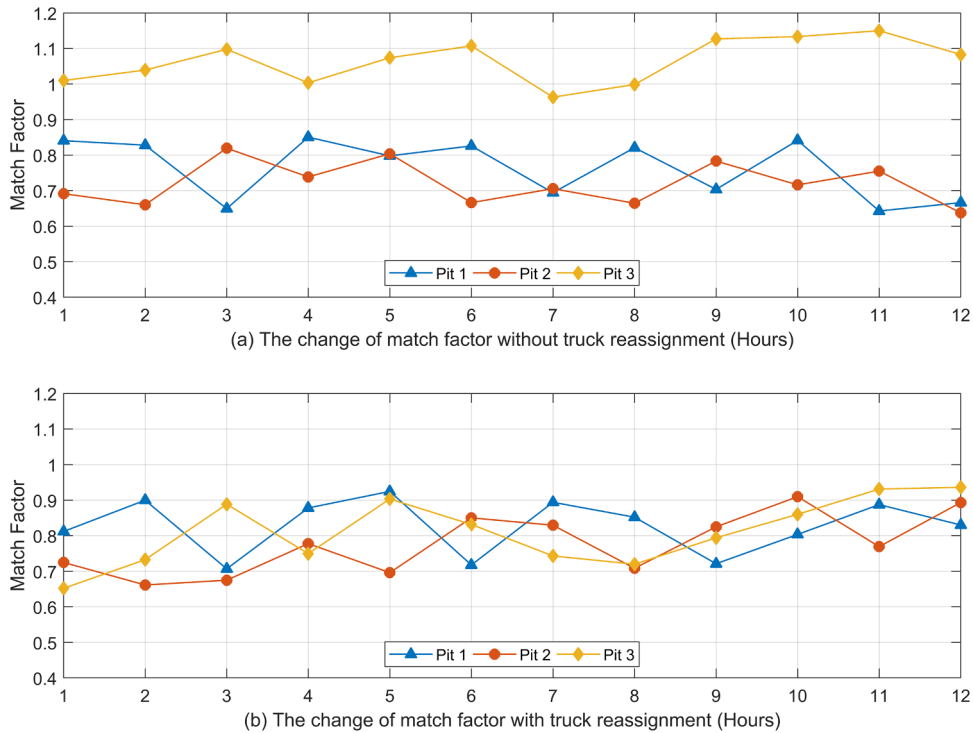 1.2
1.1
1
0.9
0.8
0.7
0.6
0.5
0.4
Match Factor
Pit 1 Pit 2 Pit 3
1 2 3 4 5 6 7 8 9 10 11 12
(a) The change of match factor without truck reassignment (Hours)
1.2
1.1
1
0.9
0.8
0.7
0.6
0.5
0.4
Match Factor
Pit 1 Pit 2 Pit 3
1 2 3 4 5 6 7 8 9 10 11 12
(b) The change of match factor with truck reassignment (Hours)